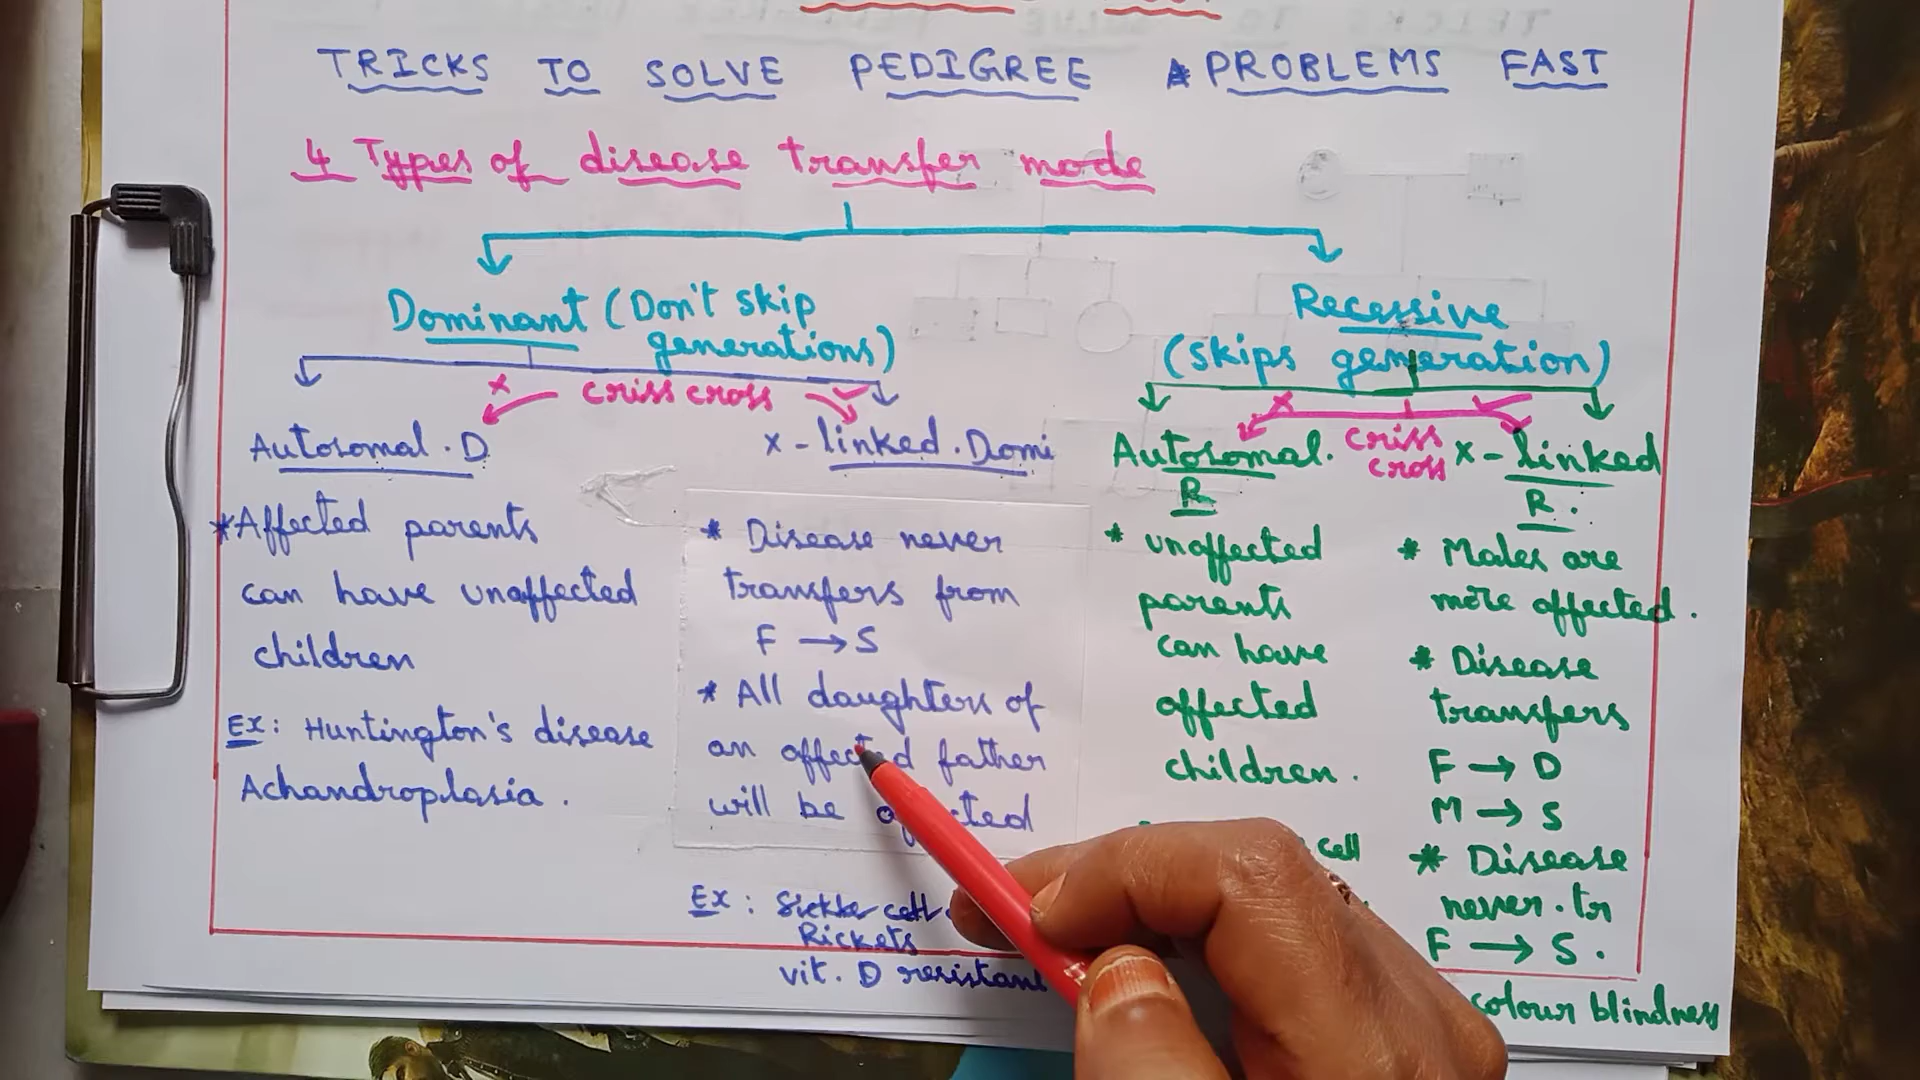 TRICKS TO SOLVE PEDIGREE PROBLEMS FAST
4 Types of disease transfer mode
Dominant (Don't skip
generations)
Recessive
(skips generation)
criss cross
Autosomal . D
x - linked . Domi
Autosomal.
R
criss
cross
x - linked
R .
* Affected parents
can have unaffected
children
Ex : Huntington's disease
Achandroplasia .
* Disease never
transfers from
F → S
* All daughters of
an affected father
will be affected
Ex : Sickle cell
Rickets
vit. D resistant
* unaffected
parents
can have
affected
children .
cell
* Males are
more affected .
* Disease
transfers
F → D
M → S
* Disease
never . tr
F → S .
colour blindness